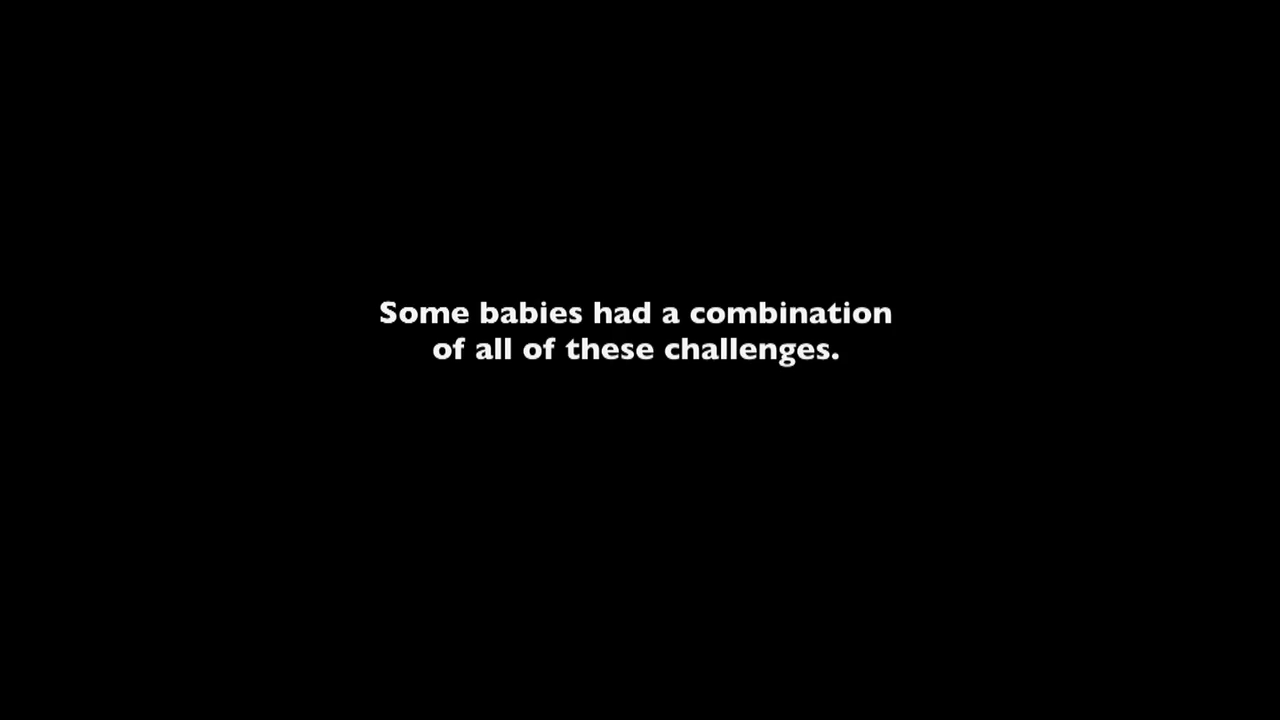 Some babies had a combination
of all of these challenges.